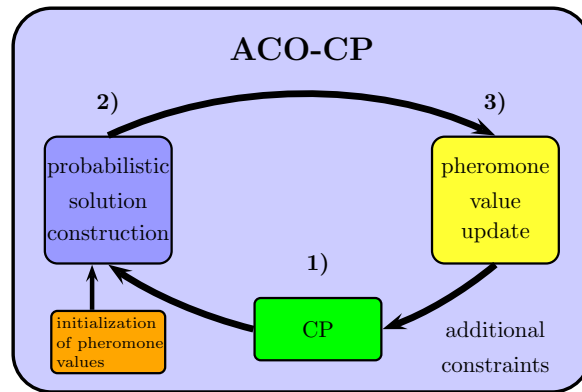 ACO-CP
2)
3)
probabilistic
solution
construction
pheromone
value
update
1)
CP
initialization
of pheromone
values
additional
constraints